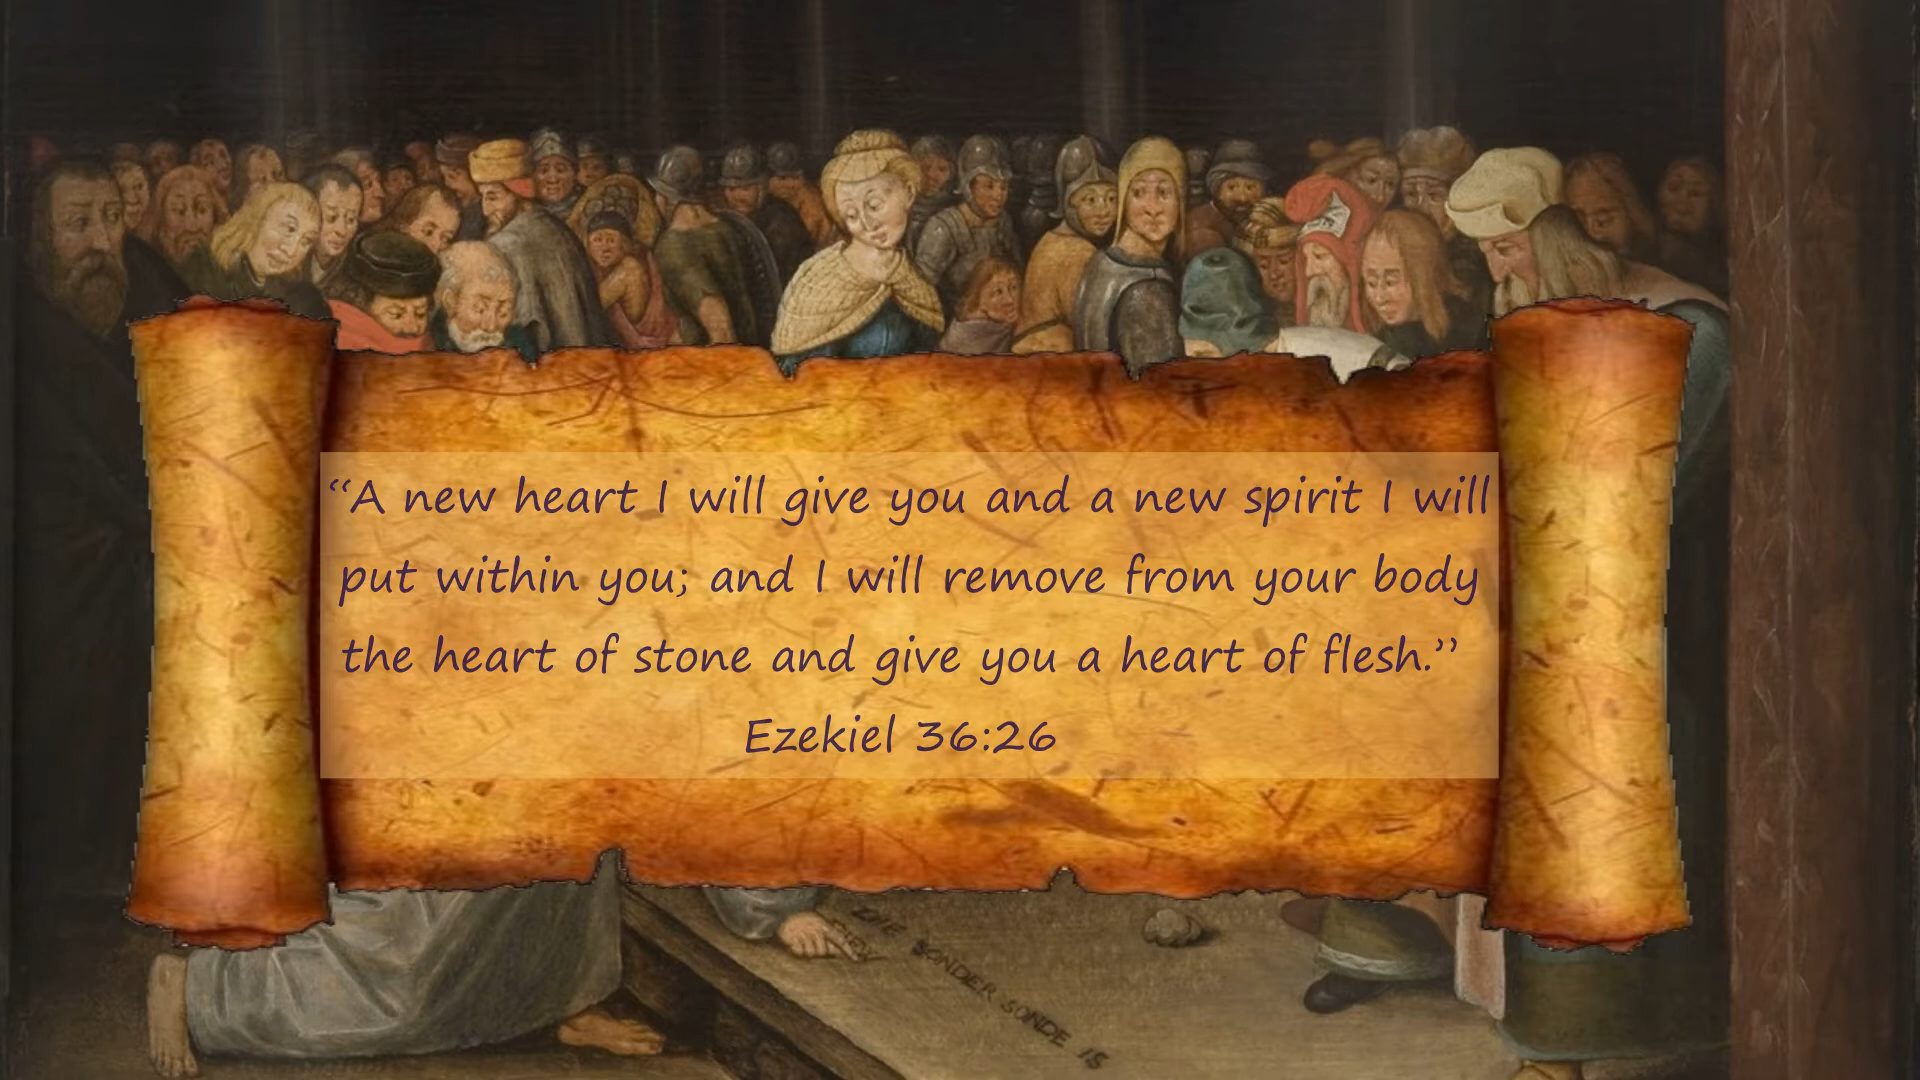 “A new heart I will give you and a new spirit I will
put within you; and I will remove from your body
the heart of stone and give you a heart of flesh.”
Ezekiel 36:26
DIE SONDER SONDE IS